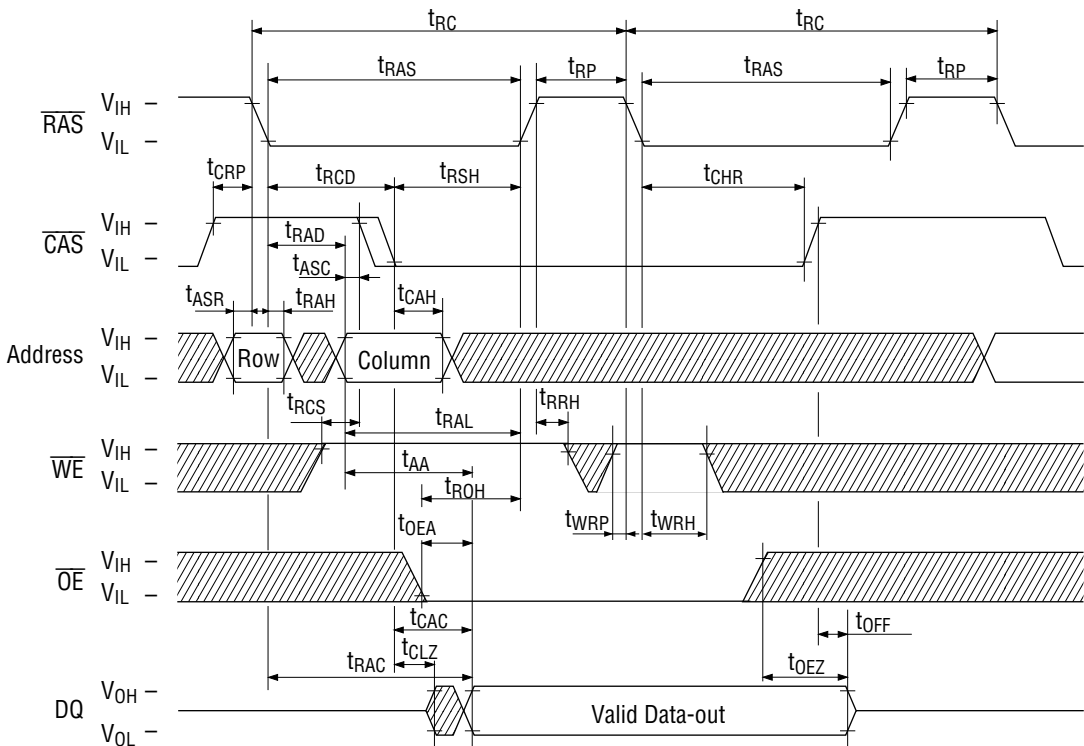 tRC tRC
tRAS tRP tRAS tRP
RAS VIH –
VIL –
tCRP tRCD tRSH tCHR
CAS VIH –
VIL –
tRAD
tASC
tASR tRAH tCAH
Address VIH –
VIL –
Row Column
tRCS tRAL tRRH
WE VIH –
VIL –
tAA
tROH
tOEA tWRP tWRH
OE VIH –
VIL –
tCAC tOFF
tCLZ
tRAC tOEZ
DQ VOH –
VOL –
Valid Data-out